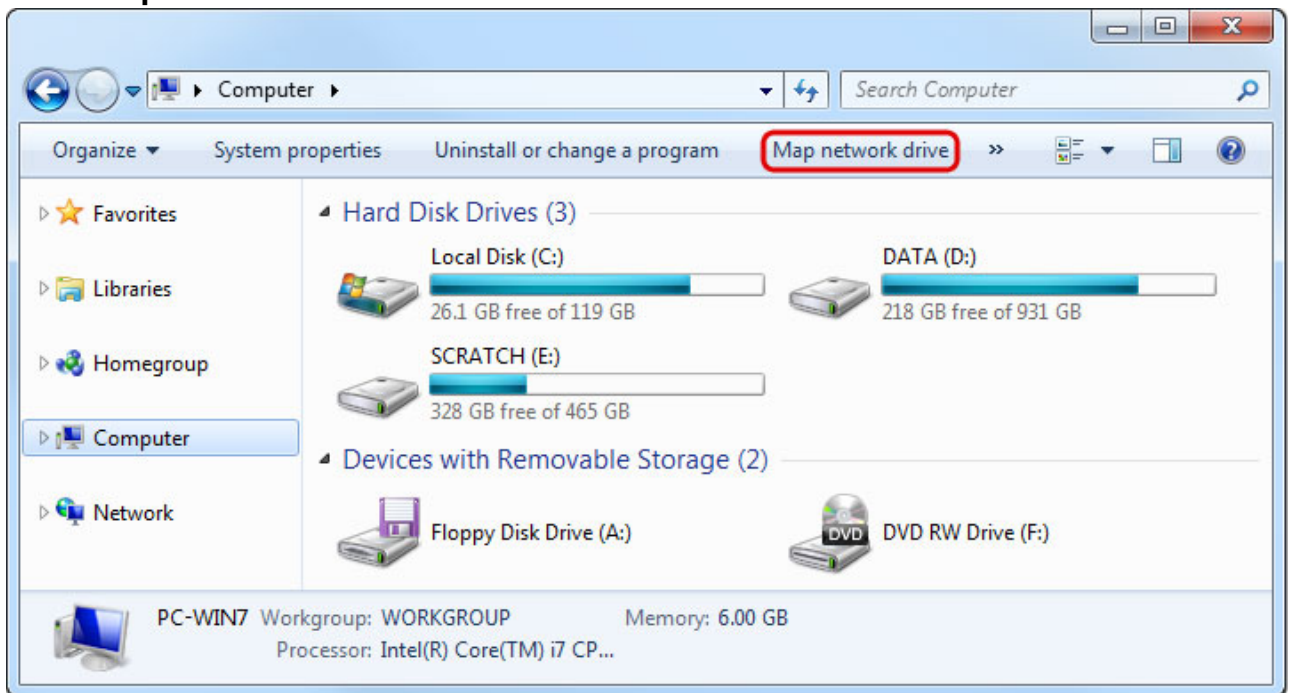 Computer
Search Computer
Organize System properties Uninstall or change a program Map network drive »
Favorites
Libraries
Homegroup
Computer
Network
Hard Disk Drives (3)
Local Disk (C:)
26.1 GB free of 119 GB
DATA (D:)
218 GB free of 931 GB
SCRATCH (E:)
328 GB free of 465 GB
Devices with Removable Storage (2)
Floppy Disk Drive (A:)
DVD
DVD RW Drive (F:)
PC-WIN7 Workgroup: WORKGROUP Memory: 6.00 GB
Processor: Intel(R) Core(TM) i7 CP...